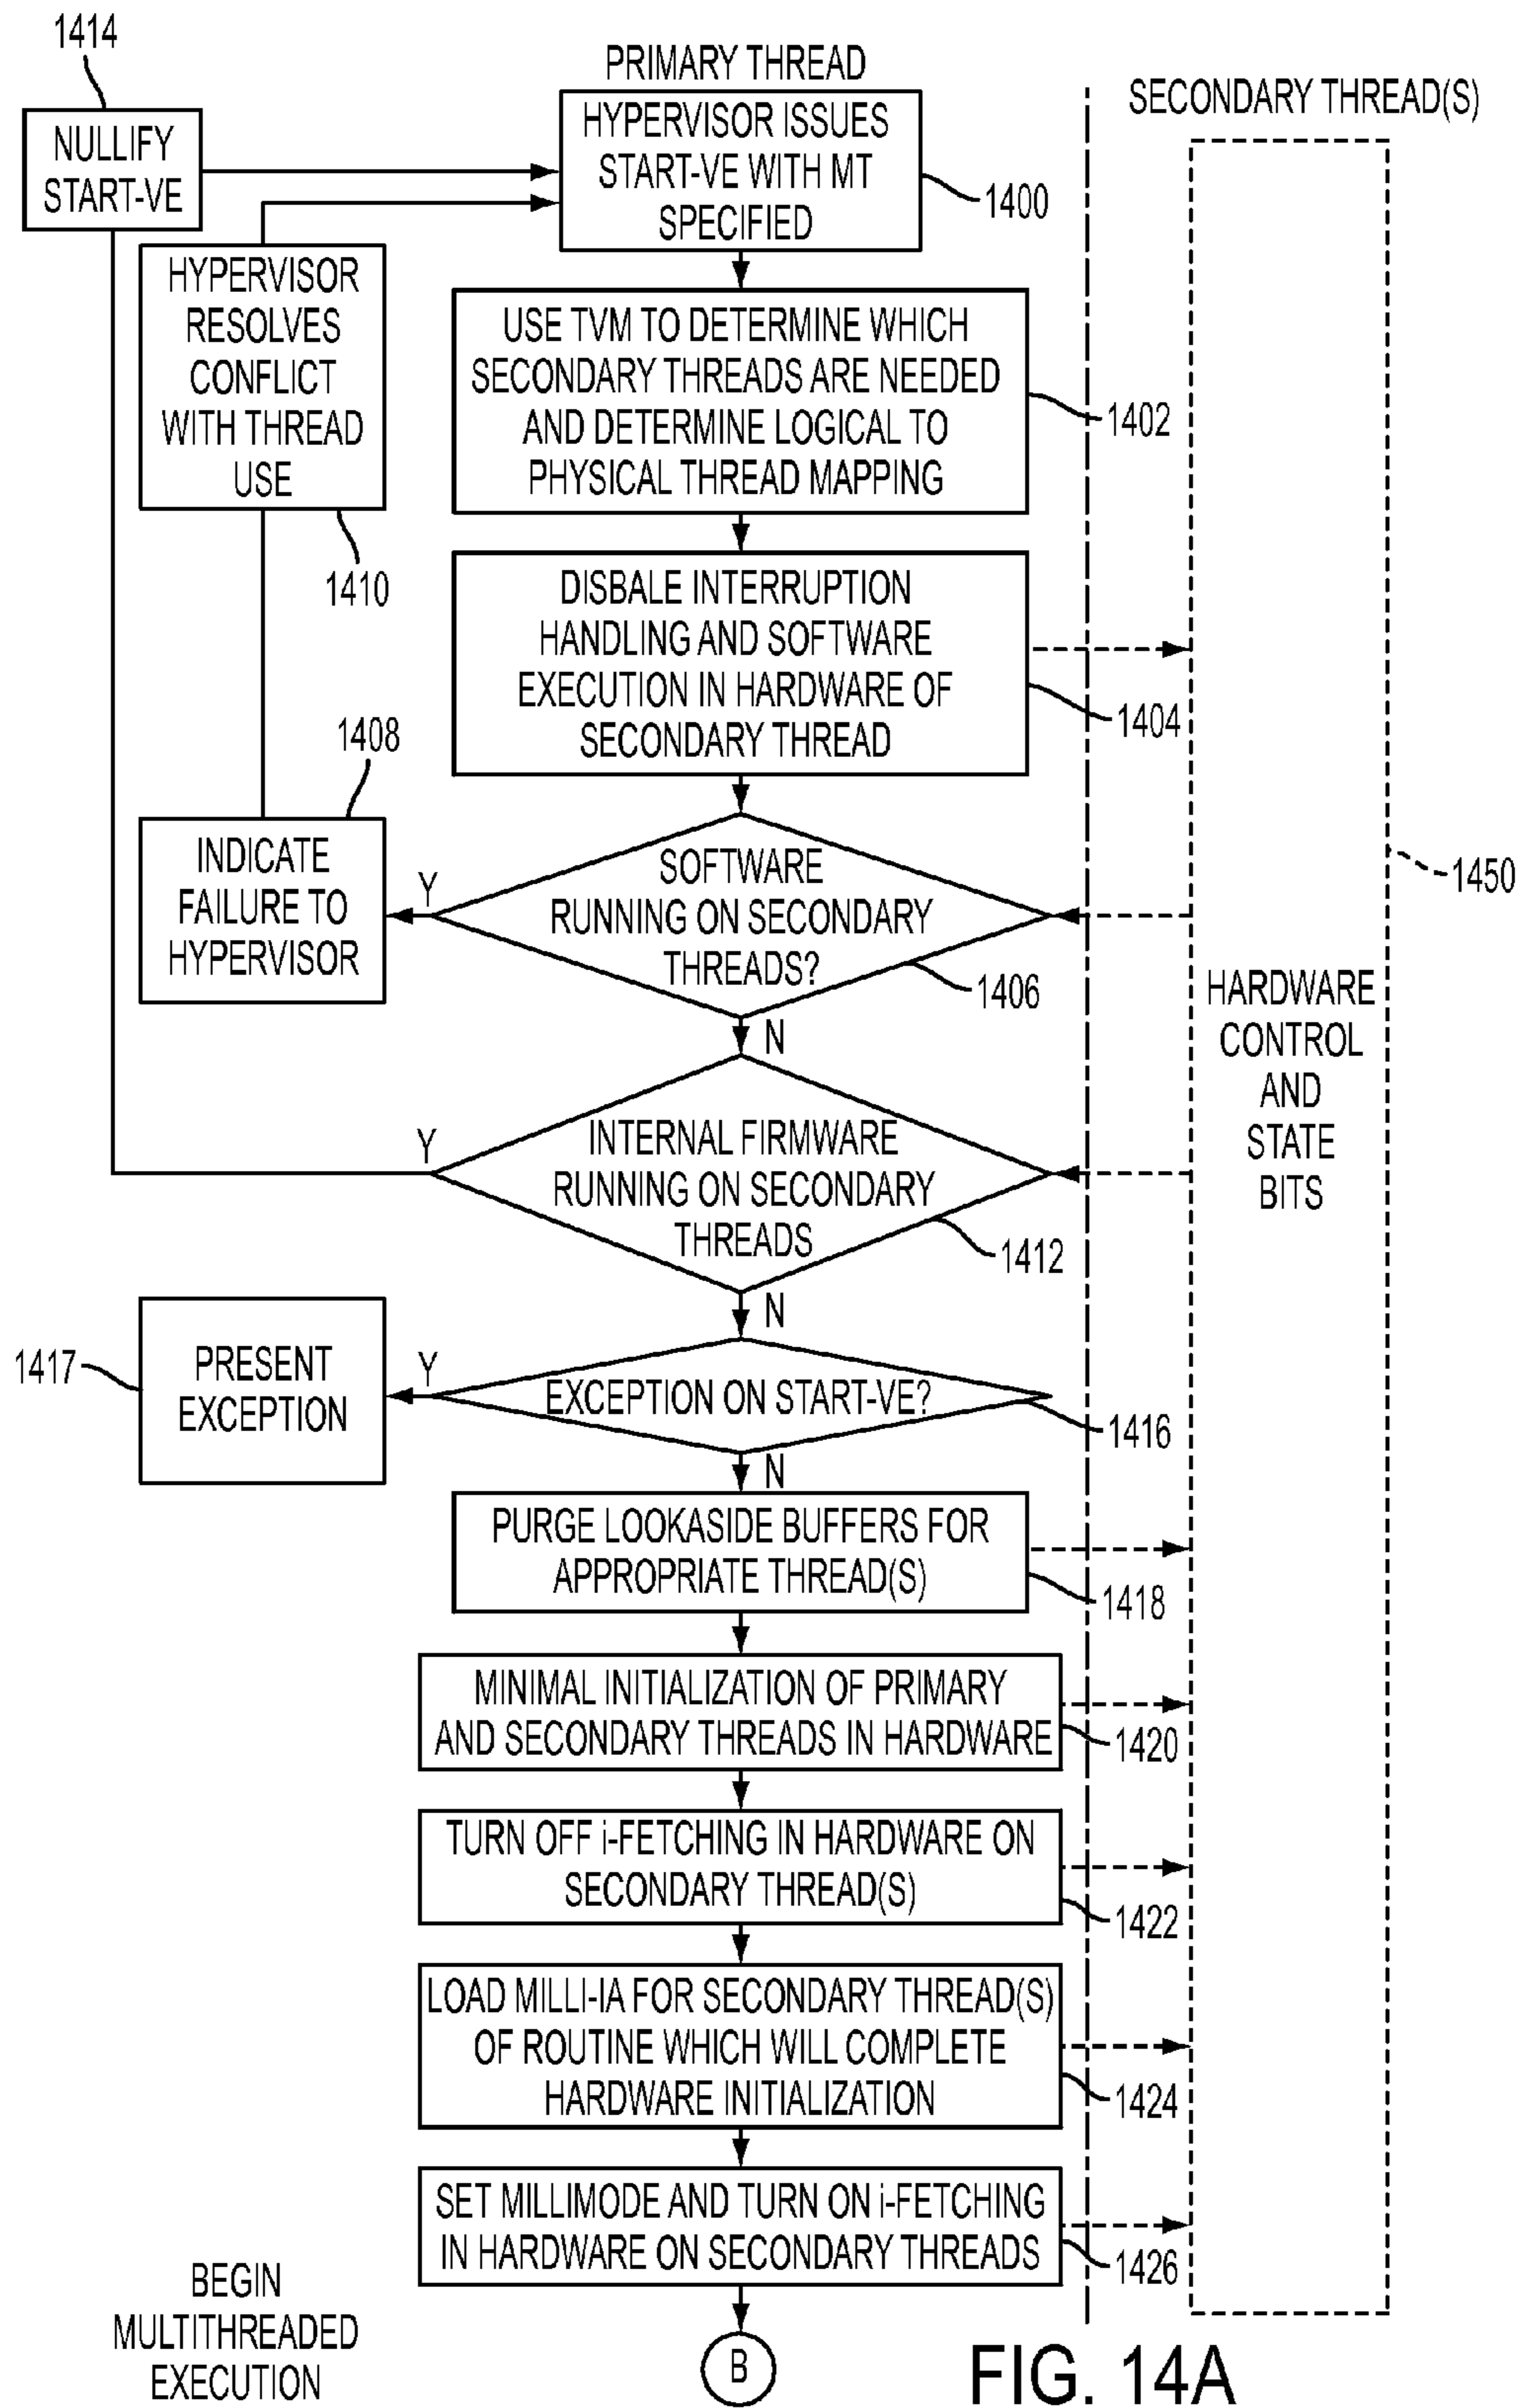 1414
NULLIFY
START-VE
PRIMARY THREAD
HYPERVISOR ISSUES
START-VE WITH MT
SPECIFIED
1400
SECONDARY THREAD(S)
HYPERVISOR
RESOLVES
CONFLICT
WITH THREAD
USE
1410
USE TVM TO DETERMINE WHICH
SECONDARY THREADS ARE NEEDED
AND DETERMINE LOGICAL TO
PHYSICAL THREAD MAPPING
1402
DISBALE INTERRUPTION
HANDLING AND SOFTWARE
EXECUTION IN HARDWARE OF
SECONDARY THREAD
1404
1408
INDICATE
FAILURE TO
HYPERVISOR
Y
SOFTWARE
RUNNING ON SECONDARY
THREADS?
1406
N
1450
HARDWARE
CONTROL
AND
STATE
BITS
Y
INTERNAL FIRMWARE
RUNNING ON SECONDARY
THREADS
1412
N
1417
PRESENT
EXCEPTION
Y
EXCEPTION ON START-VE?
1416
N
PURGE LOOKASIDE BUFFERS FOR
APPROPRIATE THREAD(S)
1418
MINIMAL INITIALIZATION OF PRIMARY
AND SECONDARY THREADS IN HARDWARE
1420
TURN OFF i-FETCHING IN HARDWARE ON
SECONDARY THREAD(S)
1422
LOAD MILLI-IA FOR SECONDARY THREAD(S)
OF ROUTINE WHICH WILL COMPLETE
HARDWARE INITIALIZATION
1424
SET MILLIMODE AND TURN ON i-FETCHING
IN HARDWARE ON SECONDARY THREADS
1426
BEGIN
MULTITHREADED
EXECUTION
B
FIG. 14A